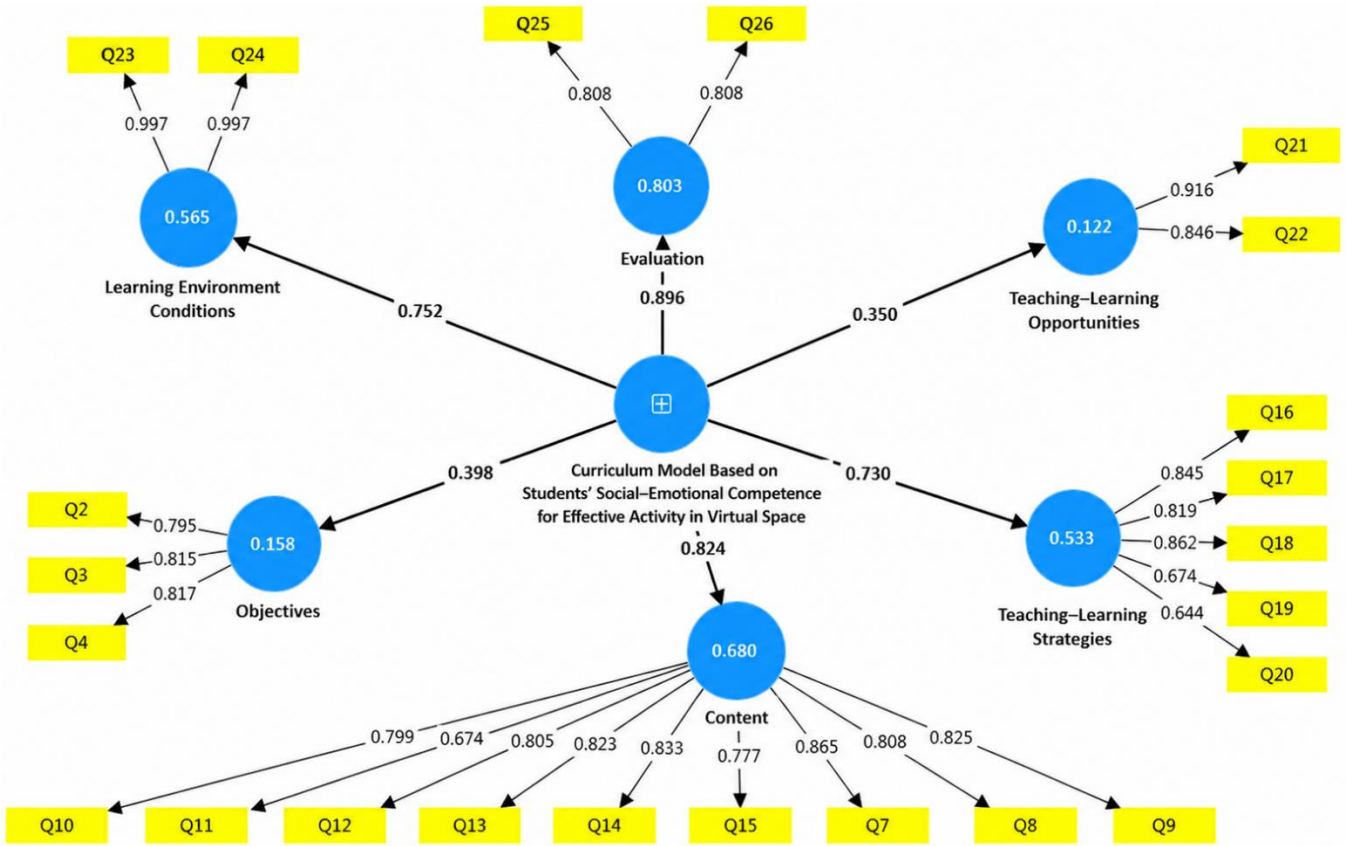 Q25
Q26
Q23
Q24
0.808
0.808
0.997
0.997
Q21
0.916
0.803
0.565
0.122
0.846
Q22
Evaluation
Learning Environment
Conditions
0.896
Teaching–Learning
Opportunities
0.752
0.350
Q16
0.845
0.398
Curriculum Model Based on
Students' Social–Emotional Competence
for Effective Activity in Virtual Space
0.730
Q17
0.819
Q2
0.795
0.158
0.824
0.533
0.862
Q18
0.815
Q3
0.674
0.817
Q19
Objectives
0.644
Teaching–Learning
Strategies
Q4
0.680
Q20
Content
0.799
0.674
0.805
0.823
0.833
0.777
0.865
0.808
0.825
Q10
Q11
Q12
Q13
Q14
Q15
Q7
Q8
Q9